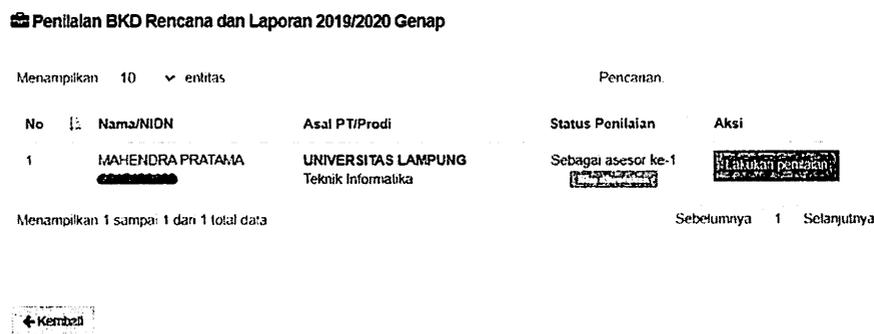 Penilaian BKD Rencana dan Laporan 2019/2020 Genap
Menampilkan 10 entitas Pencarian.
No Nama/NIDN Asal PT/Prodi Status Penilaian Aksi
1 MAHENDRA PRATAMA UNIVERSITAS LAMPUNG Sebagai asesor ke-1 Lakukan penilaian
Teknik Informatika
Menampilkan 1 sampai 1 dari 1 total data Sebelumnya 1 Selanjutnya
Kembali